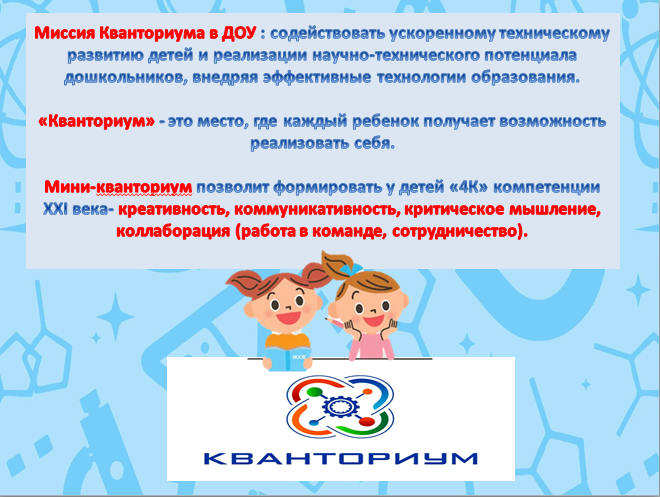 Миссия Кванториума в ДОУ : содействовать ускоренному техническому
развитию детей и реализации научно-технического потенциала
дошкольников, внедряя эффективные технологии образования.
«Кванториум» - это место, где каждый ребенок получает возможность
реализовать себя.
Мини-кванториум позволит формировать у детей «4К» компетенции
XXI века- креативность, коммуникативность, критическое мышление,
коллаборация (работа в команде, сотрудничество).
КВАНТОРИУМ